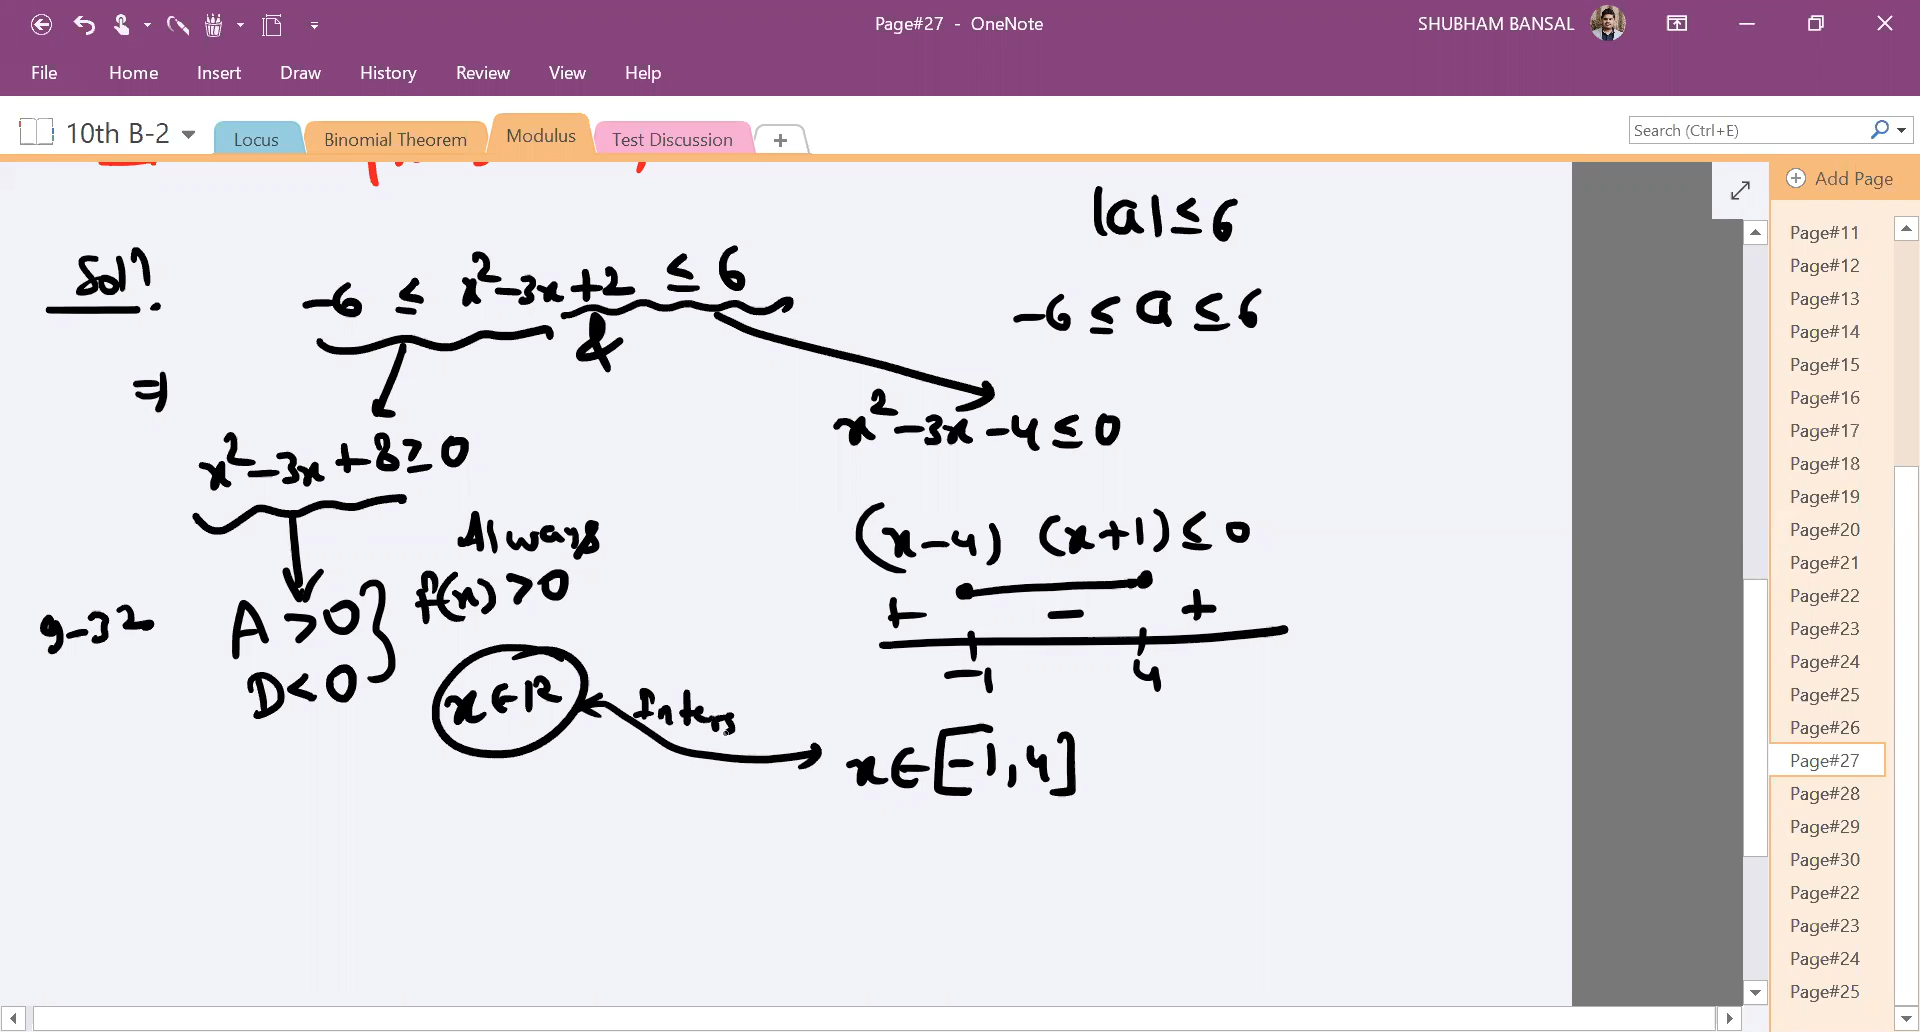 Page#27 - OneNote
SHUBHAM BANSAL
File Home Insert Draw History Review View Help
10th B-2
Locus
Binomial Theorem
Modulus
Test Discussion
Search (Ctrl+E)
Add Page
|a| ≤ 6
Solⁿ.
-6 ≤ x² - 3x + 2 ≤ 6
-6 ≤ a ≤ 6
&
⇒
x² - 3x + 8 ≥ 0
x² - 3x - 4 ≤ 0
Always
f(x) > 0
(x - 4) (x + 1) ≤ 0
+ - +
-1 4
9 - 32
A > 0
D < 0
x ∈ R
Inters
x ∈ [-1, 4]
Page#11
Page#12
Page#13
Page#14
Page#15
Page#16
Page#17
Page#18
Page#19
Page#20
Page#21
Page#22
Page#23
Page#24
Page#25
Page#26
Page#27
Page#28
Page#29
Page#30
Page#22
Page#23
Page#24
Page#25